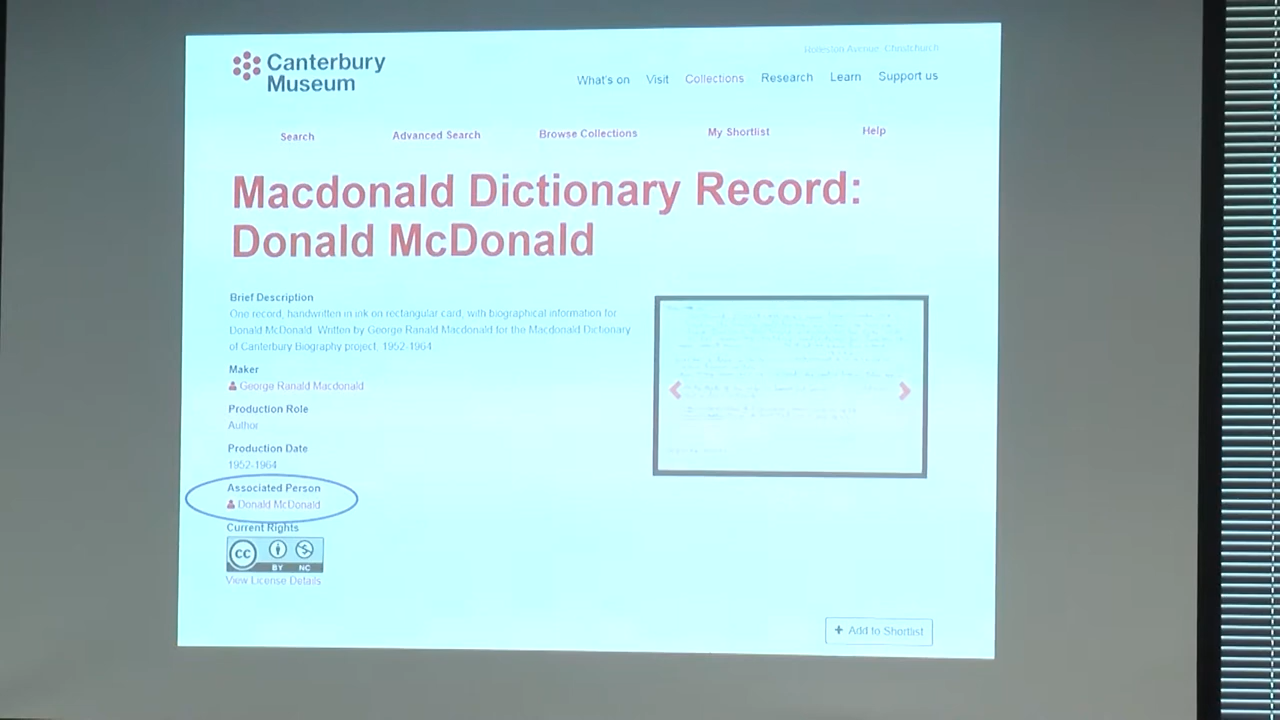 Canterbury
Museum
Rolleston Avenue, Christchurch
What's on Visit Collections Research Learn Support us
Search Advanced Search Browse Collections My Shortlist Help
Macdonald Dictionary Record:
Donald McDonald
Brief Description
One record, handwritten in ink on rectangular card, with biographical information for
Donald McDonald. Written by George Ranald Macdonald for the Macdonald Dictionary
of Canterbury Biography project, 1952-1964
Maker
George Ranald Macdonald
Production Role
Author
Production Date
1952-1964
Associated Person
Donald McDonald
Current Rights
CC BY NC
View License Details
+ Add to Shortlist